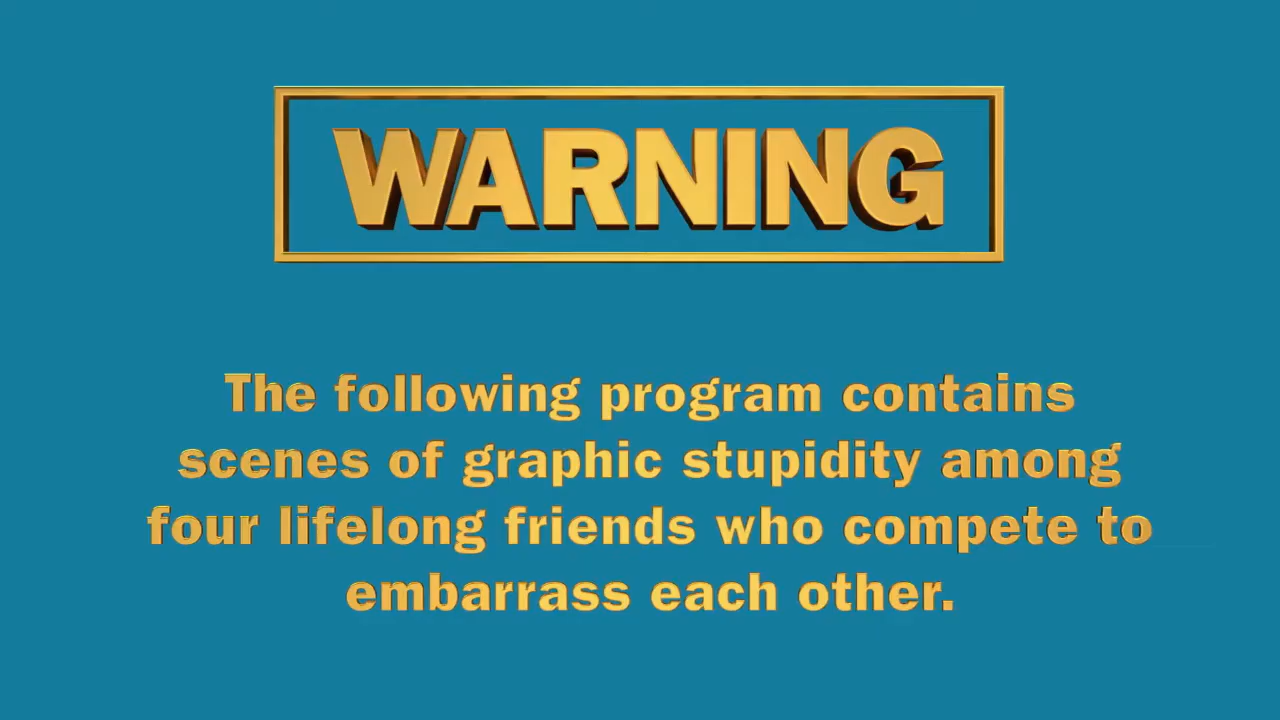 WARNING
The following program contains
scenes of graphic stupidity among
four lifelong friends who compete to
embarrass each other.